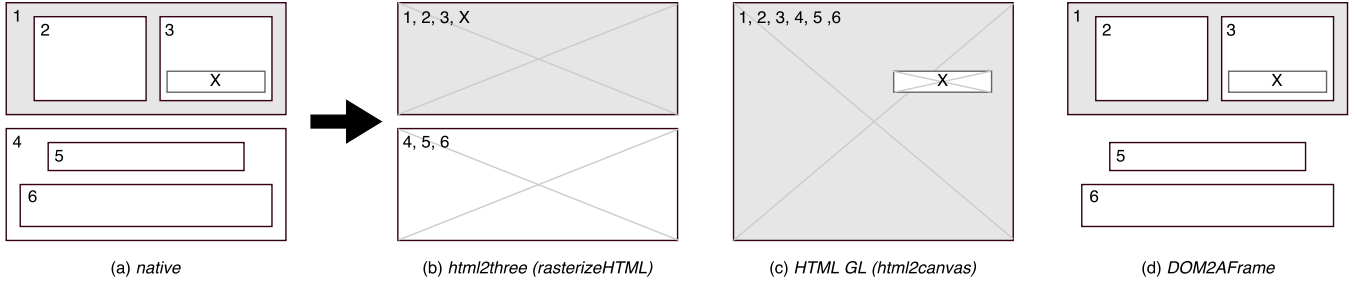 1
2
3
X
4
5
6
(a) native
1, 2, 3, X
4, 5, 6
(b) html2three (rasterizeHTML)
1, 2, 3, 4, 5 ,6
X
(c) HTML GL (html2canvas)
1
2
3
X
5
6
(d) DOM2AFrame